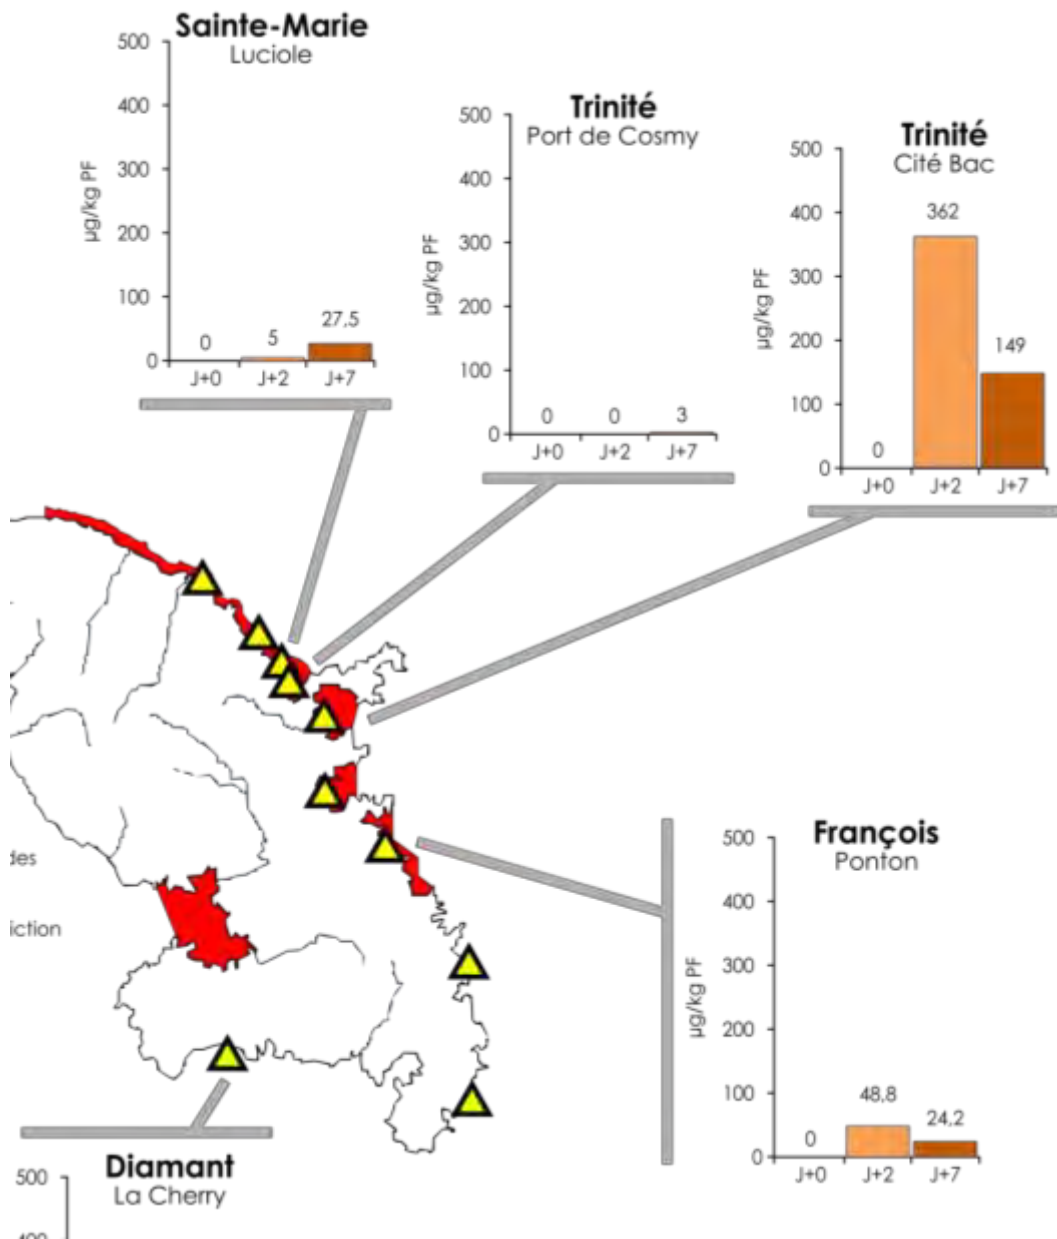 Sainte-Marie
Luciole
500
400
300
200
100
0
µg/kg PF
0
5
27,5
J+0
J+2
J+7
Trinité
Port de Cosmy
500
400
300
200
100
0
µg/kg PF
0
0
3
J+0
J+2
J+7
Trinité
Cité Bac
500
400
300
200
100
0
µg/kg PF
0
362
149
J+0
J+2
J+7
des
iction
François
Ponton
500
400
300
200
100
0
µg/kg PF
0
48,8
24,2
J+0
J+2
J+7
Diamant
La Cherry
500
400